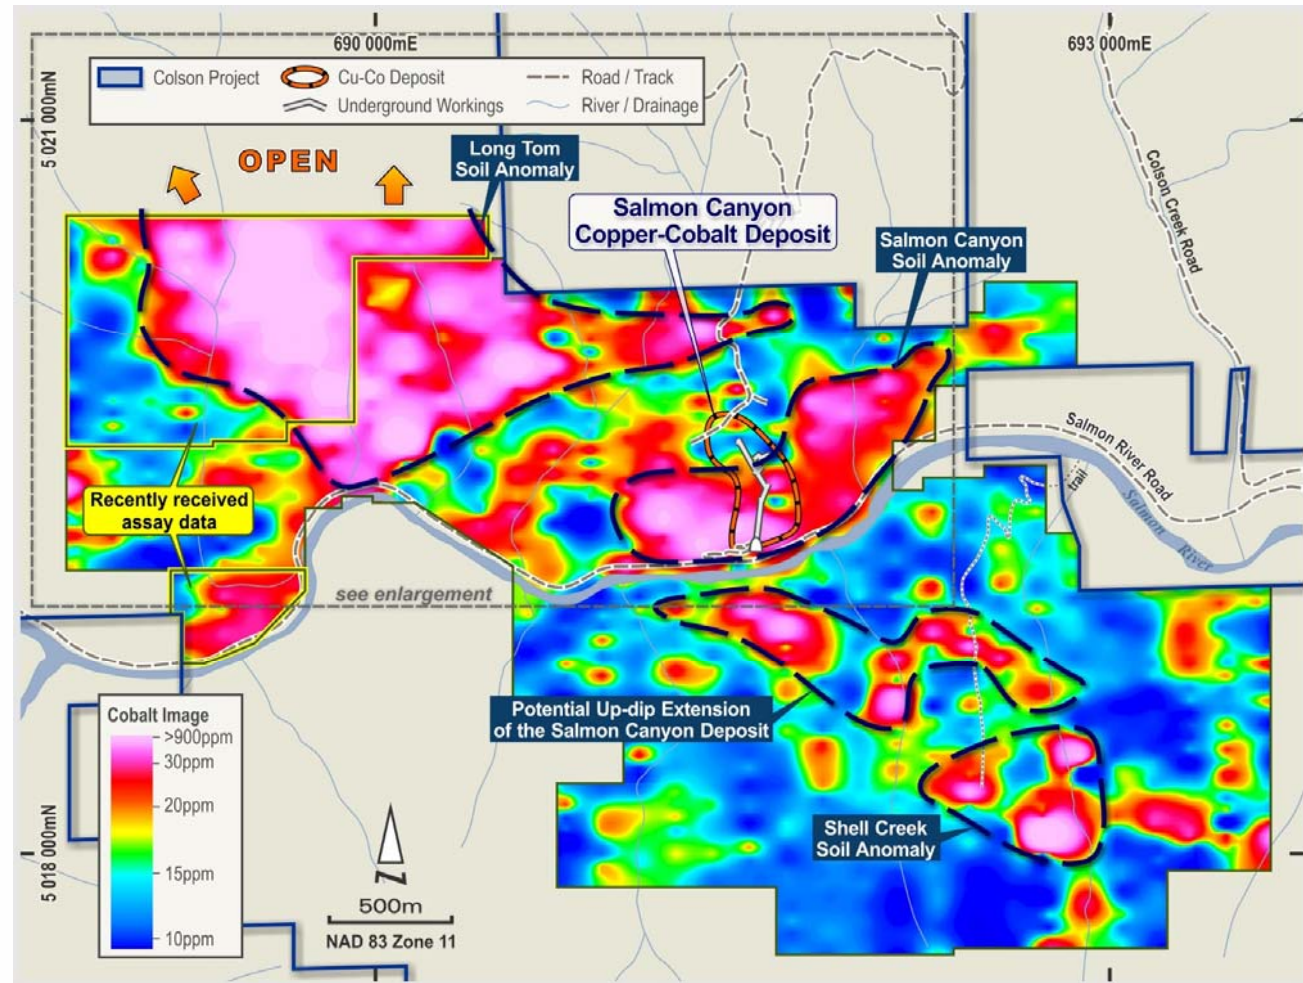 690 000mE
693 000mE
5 021 000mN
5 018 000mN
Colson Project
Cu-Co Deposit
Road / Track
Underground Workings
River / Drainage
OPEN
Long Tom
Soil Anomaly
Salmon Canyon
Copper-Cobalt Deposit
Salmon Canyon
Soil Anomaly
Colson Creek Road
Salmon River Road
trail
Salmon River
Recently received
assay data
see enlargement
Potential Up-dip Extension
of the Salmon Canyon Deposit
Shell Creek
Soil Anomaly
Cobalt Image
>900ppm
30ppm
20ppm
15ppm
10ppm
N
500m
NAD 83 Zone 11